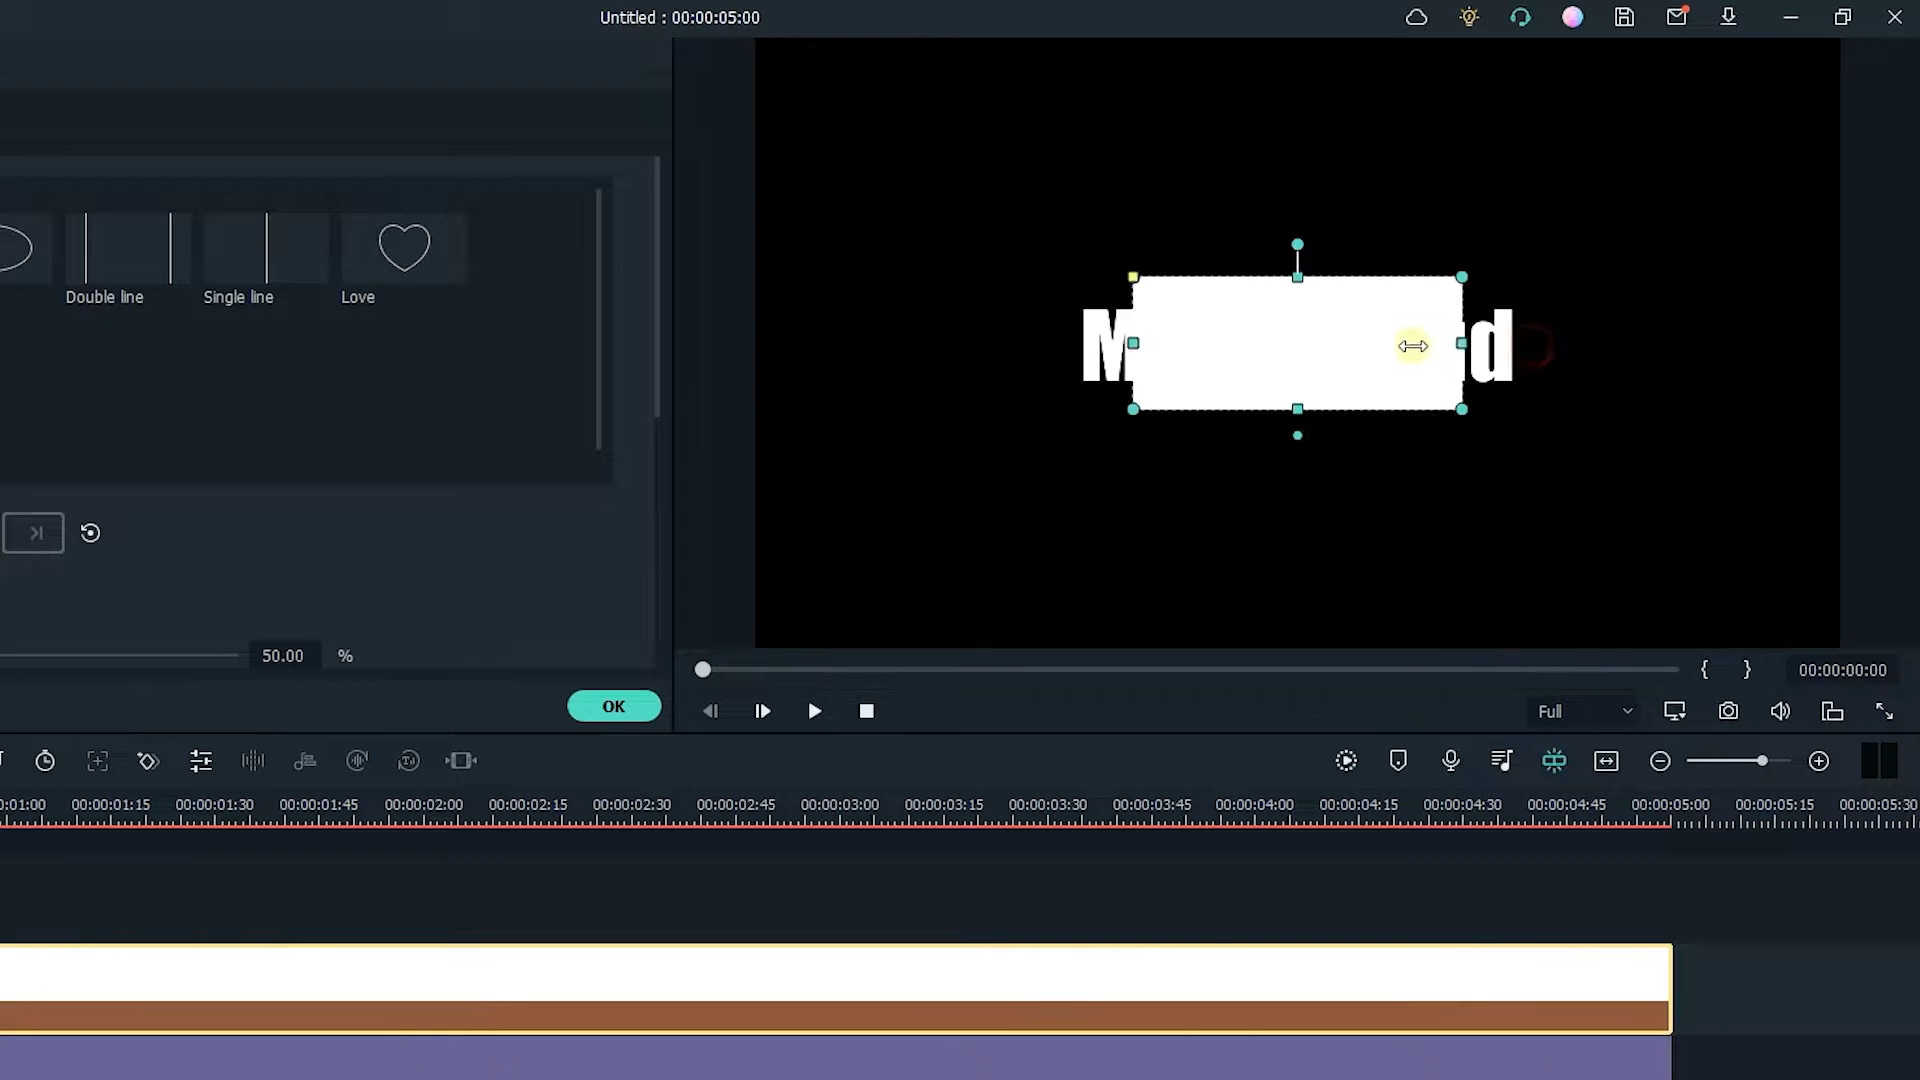 Untitled : 00:00:05:00
Double line
Single line
Love
M
d
50.00 %
OK
{ } 00:00:00:00
Full
0:01:00 00:00:01:15 00:00:01:30 00:00:01:45 00:00:02:00 00:00:02:15 00:00:02:30 00:00:02:45 00:00:03:00 00:00:03:15 00:00:03:30 00:00:03:45 00:00:04:00 00:00:04:15 00:00:04:30 00:00:04:45 00:00:05:00 00:00:05:15 00:00:05:30